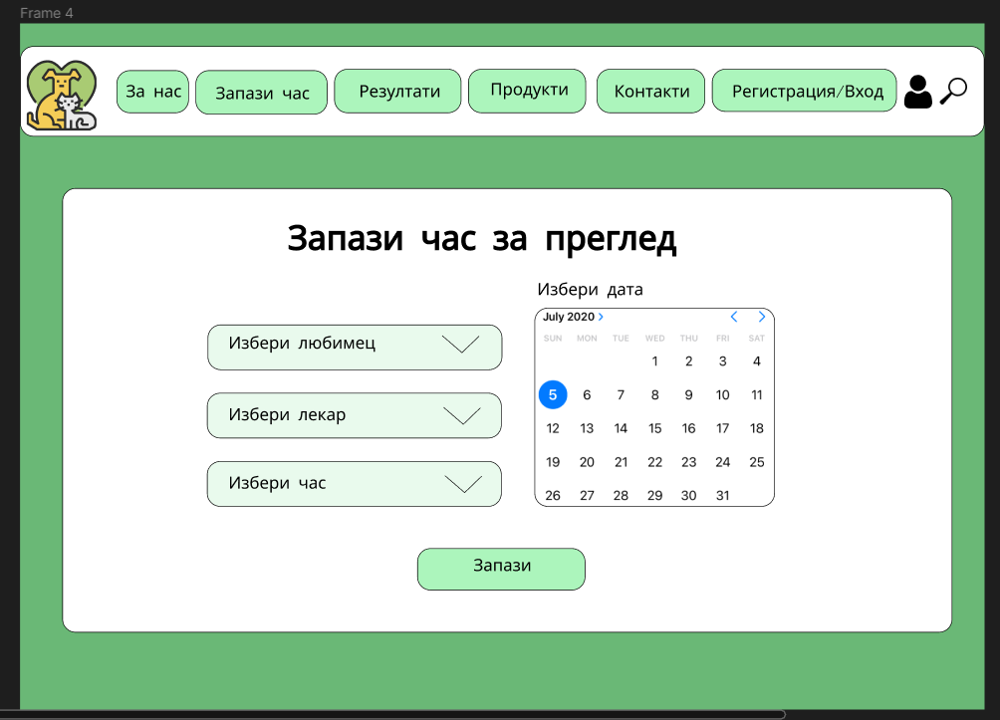 Frame 4
За нас
Запази час
Резултати
Продукти
Контакти
Регистрация/Вход
Запази час за преглед
Избери любимец
Избери лекар
Избери час
Избери дата
July 2020
SUN MON TUE WED THU FRI SAT
1 2 3 4
5 6 7 8 9 10 11
12 13 14 15 16 17 18
19 20 21 22 23 24 25
26 27 28 29 30 31
Запази